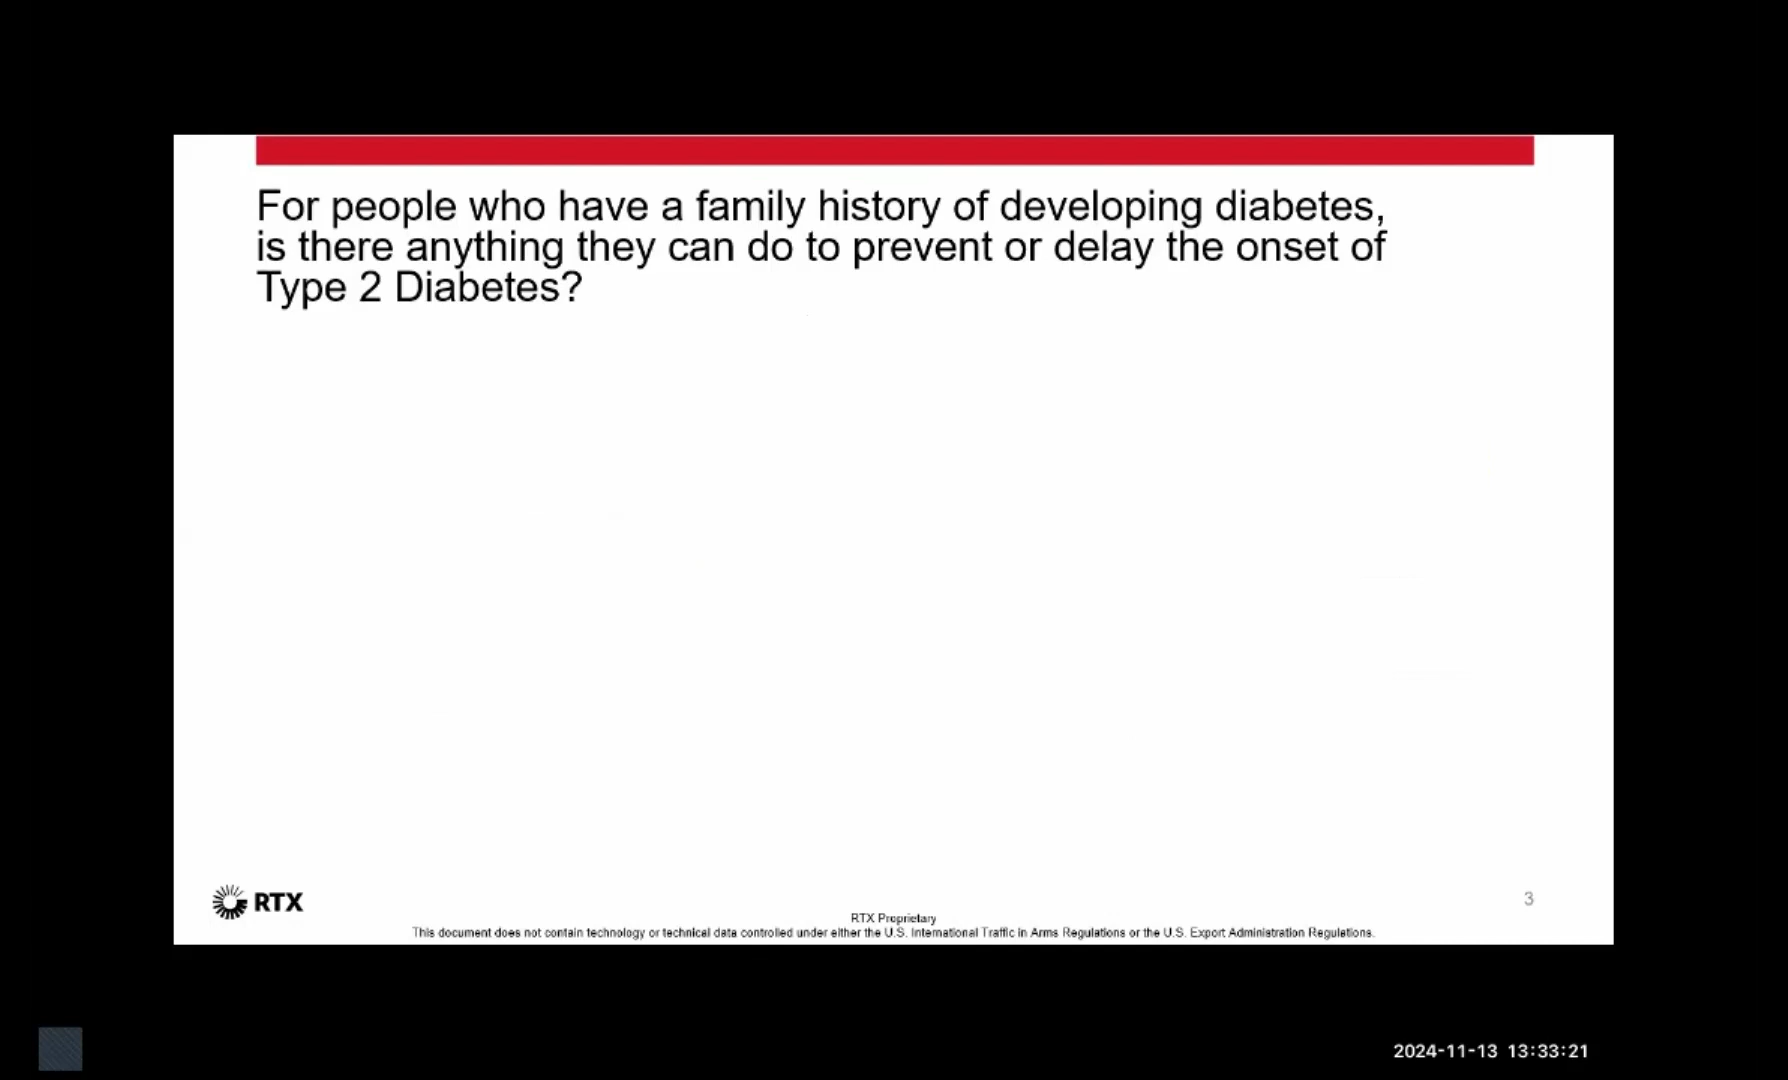 For people who have a family history of developing diabetes,
is there anything they can do to prevent or delay the onset of
Type 2 Diabetes?
RTX
3
RTX Proprietary
This document does not contain technology or technical data controlled under either the U.S. International Traffic in Arms Regulations or the U.S. Export Administration Regulations.
2024-11-13 13:33:21